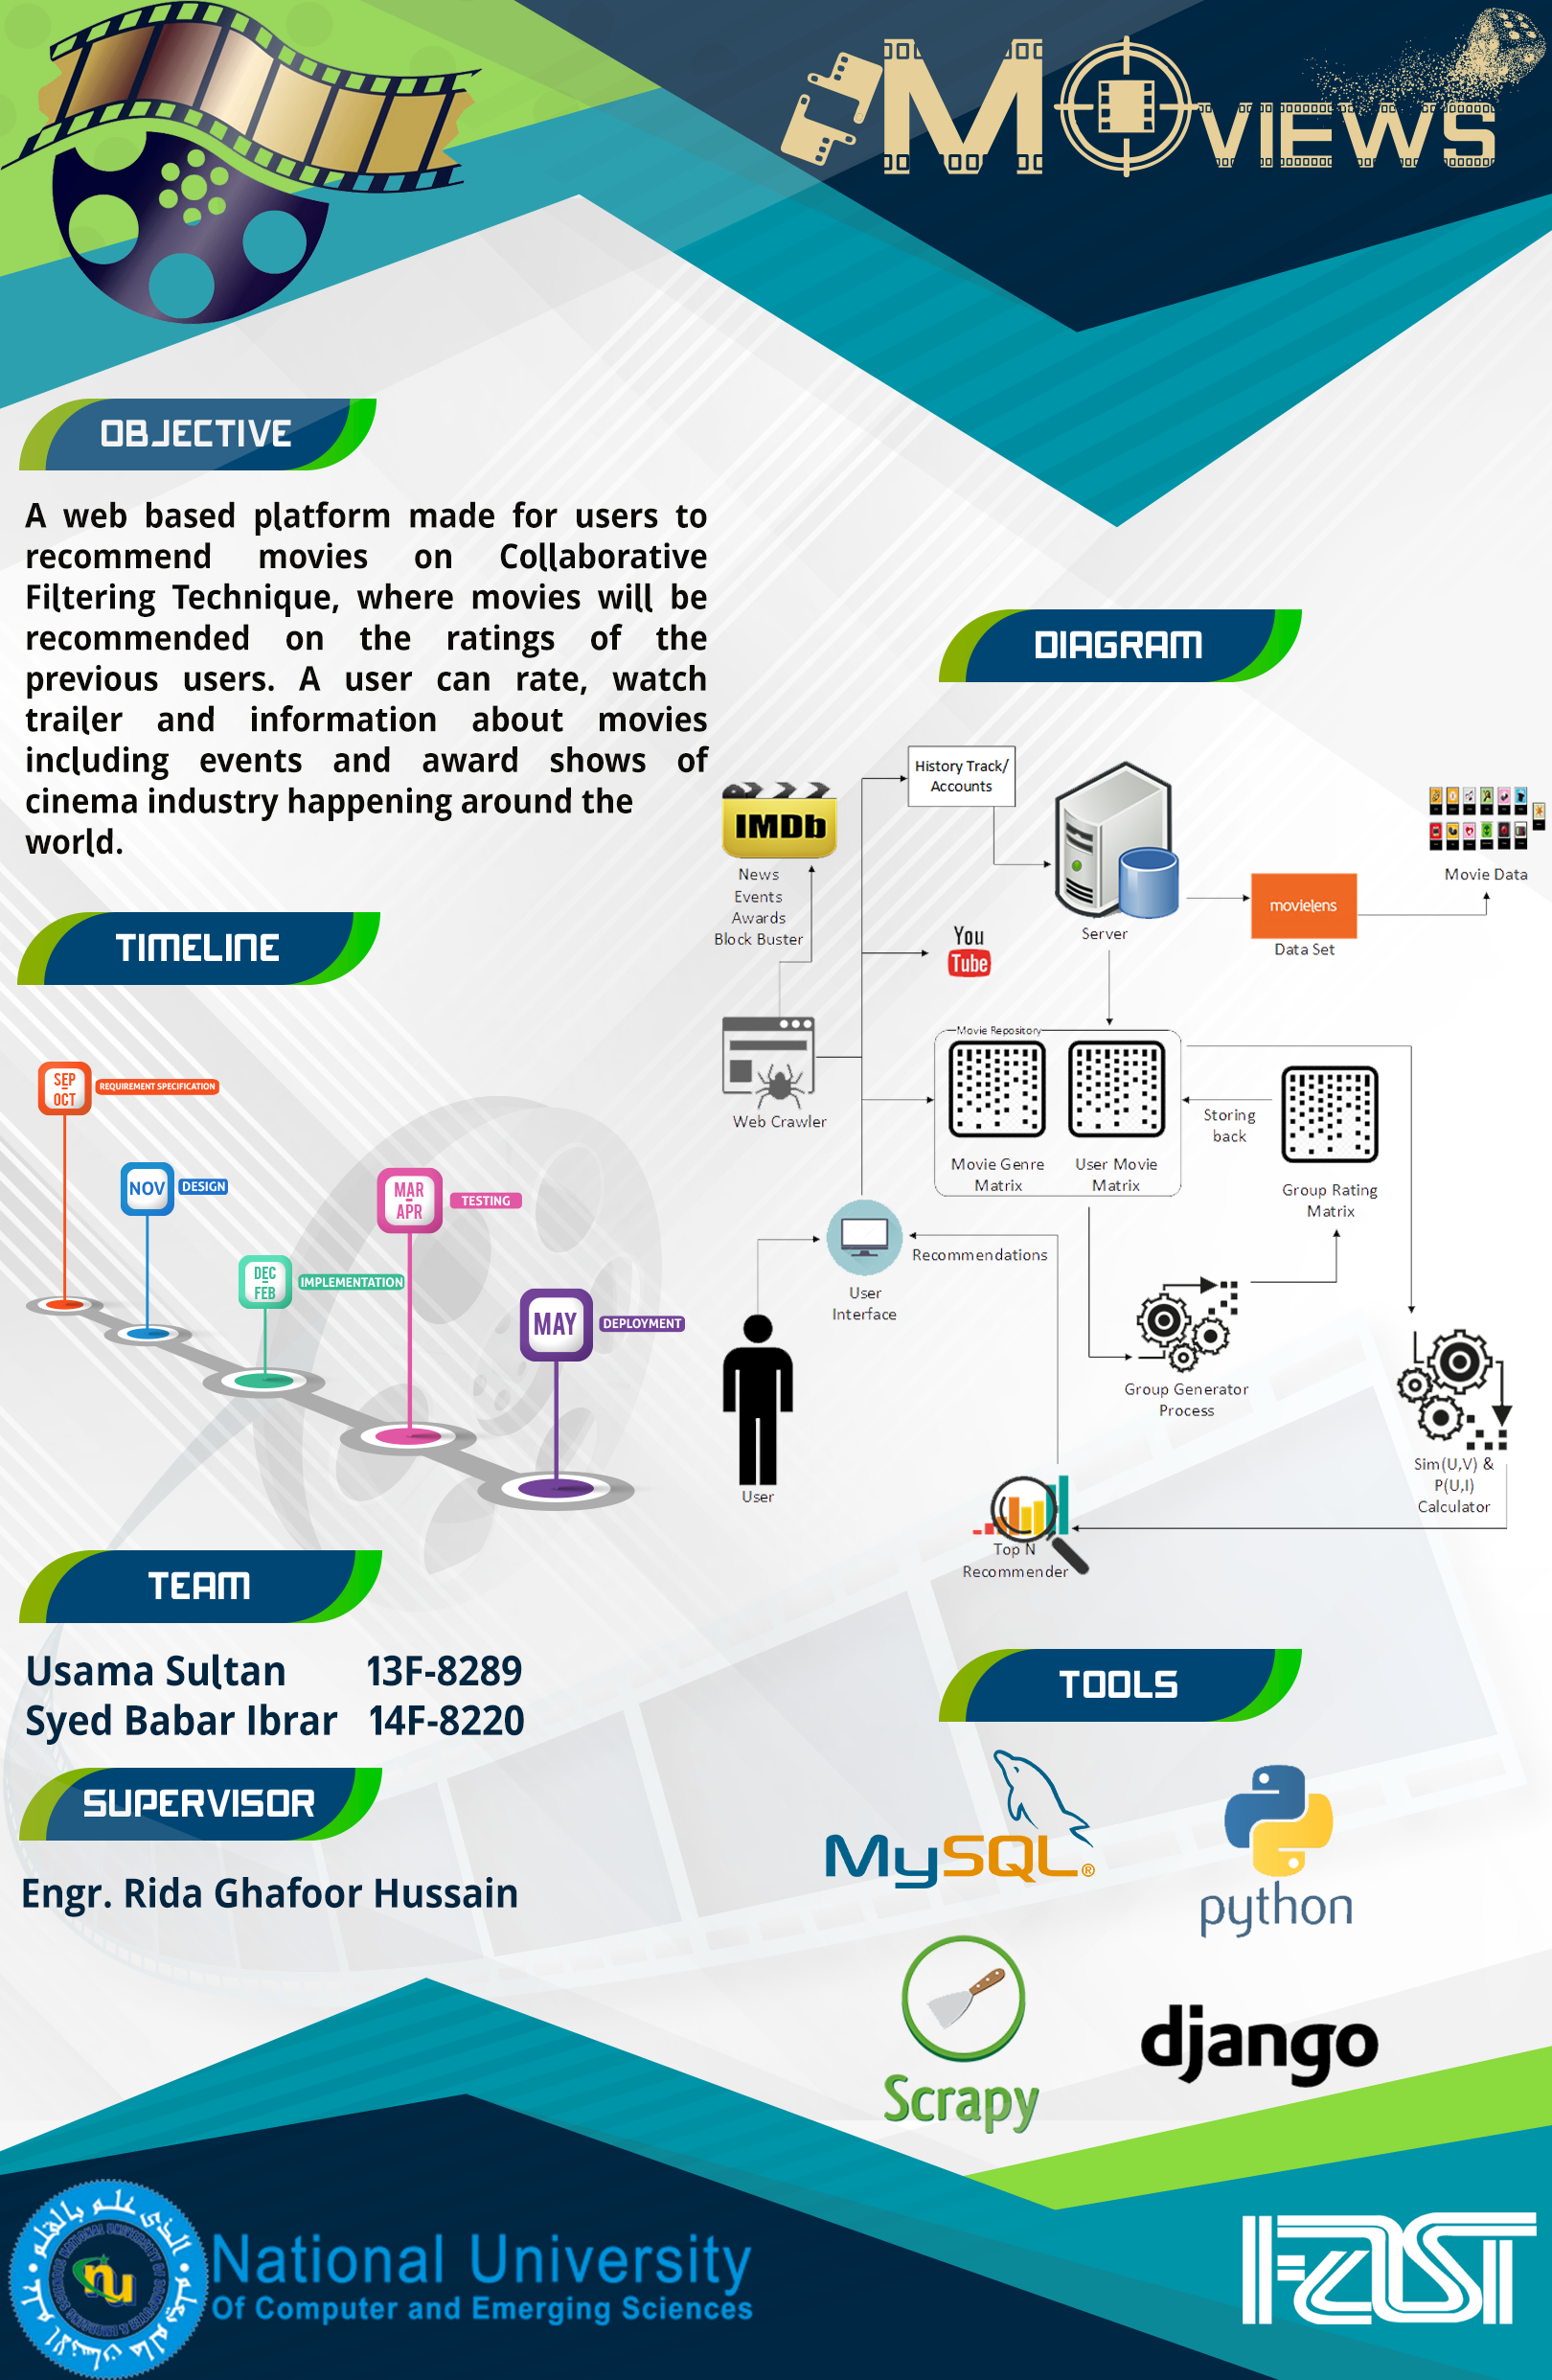 MOVIEWS
OBJECTIVE
A web based platform made for users to
recommend movies on Collaborative
Filtering Technique, where movies will be
recommended on the ratings of the
previous users. A user can rate, watch
trailer and information about movies
including events and award shows of
cinema industry happening around the
world.
TIMELINE
SEP
-
OCT
REQUIREMENT SPECIFICATION
NOV
DESIGN
DEC
-
FEB
IMPLEMENTATION
MAR
-
APR
TESTING
MAY
DEPLOYMENT
TEAM
Usama Sultan 13F-8289
Syed Babar Ibrar 14F-8220
SUPERVISOR
Engr. Rida Ghafoor Hussain
DIAGRAM
IMDb
News
Events
Awards
Block Buster
History Track/
Accounts
Server
movielens
Data Set
Movie Data
You
Tube
Web Crawler
Movie Repository
Movie Genre
Matrix
User Movie
Matrix
Storing
back
Group Rating
Matrix
User
Interface
Recommendations
User
Group Generator
Process
Sim(U,V) &
P(U,I)
Calculator
Top N
Recommender
TOOLS
MySQL®
python
Scrapy
django
nu
National University
Of Computer and Emerging Sciences
FAST